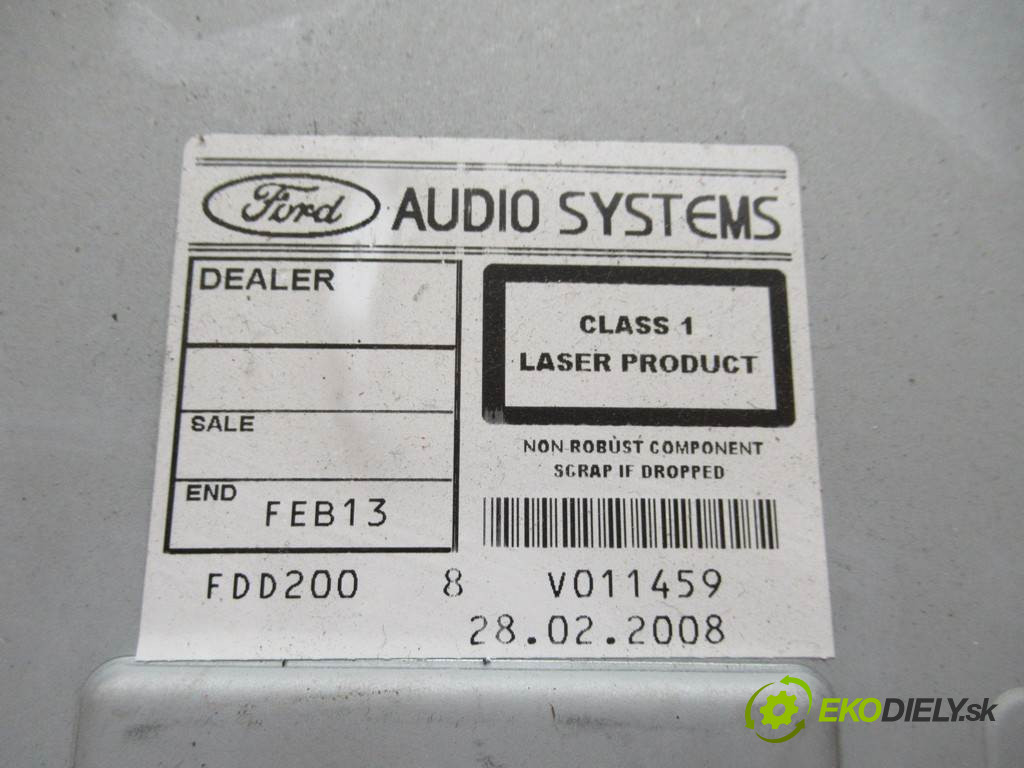 Ford AUDIO SYSTEMS
DEALER
SALE
END FEB13
CLASS 1
LASER PRODUCT
NON ROBUST COMPONENT
SCRAP IF DROPPED
FDD200 8 V011459
28.02.2008
EKODIELY.sk